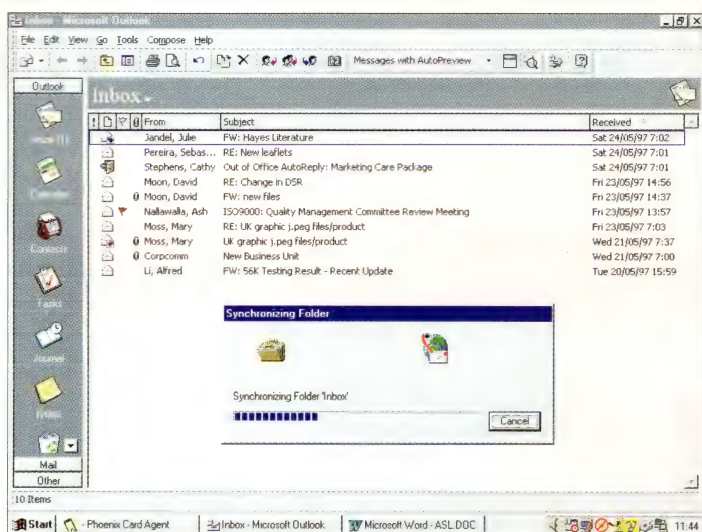 Inbox - Microsoft Outlook
File Edit View Go Tools Compose Help
Messages with AutoPreview
Outlook
Inbox
! From Subject Received
Jandel, Julie FW: Hayes Literature Sat 24/05/97 7:02
Pereira, Sebas... RE: New leaflets Sat 24/05/97 7:01
Stephens, Cathy Out of Office AutoReply: Marketing Care Package Sat 24/05/97 7:01
Moon, David RE: Change in DSR Fri 23/05/97 14:56
Moon, David FW: new files Fri 23/05/97 14:37
Nallawalla, Ash ISO9000: Quality Management Committee Review Meeting Fri 23/05/97 13:57
Moss, Mary RE: UK graphic j.peg files/product Fri 23/05/97 7:03
Moss, Mary UK graphic j.peg files/product Wed 21/05/97 7:37
Corpcomm New Business Unit Wed 21/05/97 7:00
Li, Alfred FW: 56K Testing Result - Recent Update Tue 20/05/97 15:59
Contacts
Tasks
Journal
Notes
Synchronizing Folder
Synchronizing Folder 'Inbox'
Cancel
Mail
Other
10 Items
Start Phoenix Card Agent Inbox - Microsoft Outlook Microsoft Word - ASL.DOC 11:44